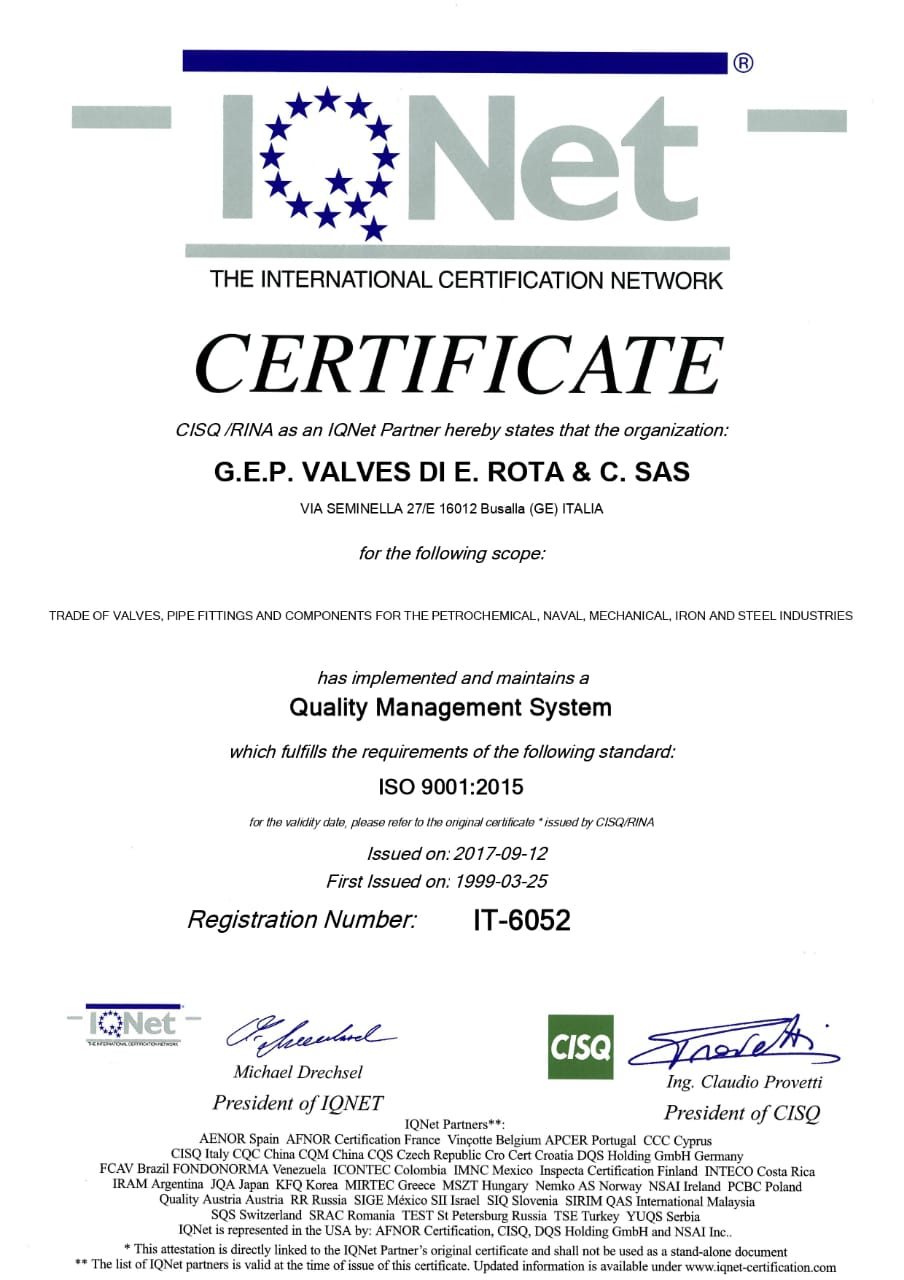 ®
IQNet
THE INTERNATIONAL CERTIFICATION NETWORK
CERTIFICATE
CISQ /RINA as an IQNet Partner hereby states that the organization:
G.E.P. VALVES DI E. ROTA & C. SAS
VIA SEMINELLA 27/E 16012 Busalla (GE) ITALIA
for the following scope:
TRADE OF VALVES, PIPE FITTINGS AND COMPONENTS FOR THE PETROCHEMICAL, NAVAL, MECHANICAL, IRON AND STEEL INDUSTRIES
has implemented and maintains a
Quality Management System
which fulfills the requirements of the following standard:
ISO 9001:2015
for the validity date, please refer to the original certificate * issued by CISQ/RINA
Issued on: 2017-09-12
First Issued on: 1999-03-25
Registration Number: IT-6052
IQNet
THE INTERNATIONAL CERTIFICATION NETWORK
CISQ
Michael Drechsel
President of IQNET
Ing. Claudio Provetti
President of CISQ
IQNet Partners**:
AENOR Spain AFNOR Certification France Vinçotte Belgium APCER Portugal CCC Cyprus
CISQ Italy CQC China CQM China CQS Czech Republic Cro Cert Croatia DQS Holding GmbH Germany
FCAV Brazil FONDONORMA Venezuela ICONTEC Colombia IMNC Mexico Inspecta Certification Finland INTECO Costa Rica
IRAM Argentina JQA Japan KFQ Korea MIRTEC Greece MSZT Hungary Nemko AS Norway NSAI Ireland PCBC Poland
Quality Austria Austria RR Russia SIGE México SII Israel SIQ Slovenia SIRIM QAS International Malaysia
SQS Switzerland SRAC Romania TEST St Petersburg Russia TSE Turkey YUQS Serbia
IQNet is represented in the USA by: AFNOR Certification, CISQ, DQS Holding GmbH and NSAI Inc..
* This attestation is directly linked to the IQNet Partner's original certificate and shall not be used as a stand-alone document
** The list of IQNet partners is valid at the time of issue of this certificate. Updated information is available under www.iqnet-certification.com